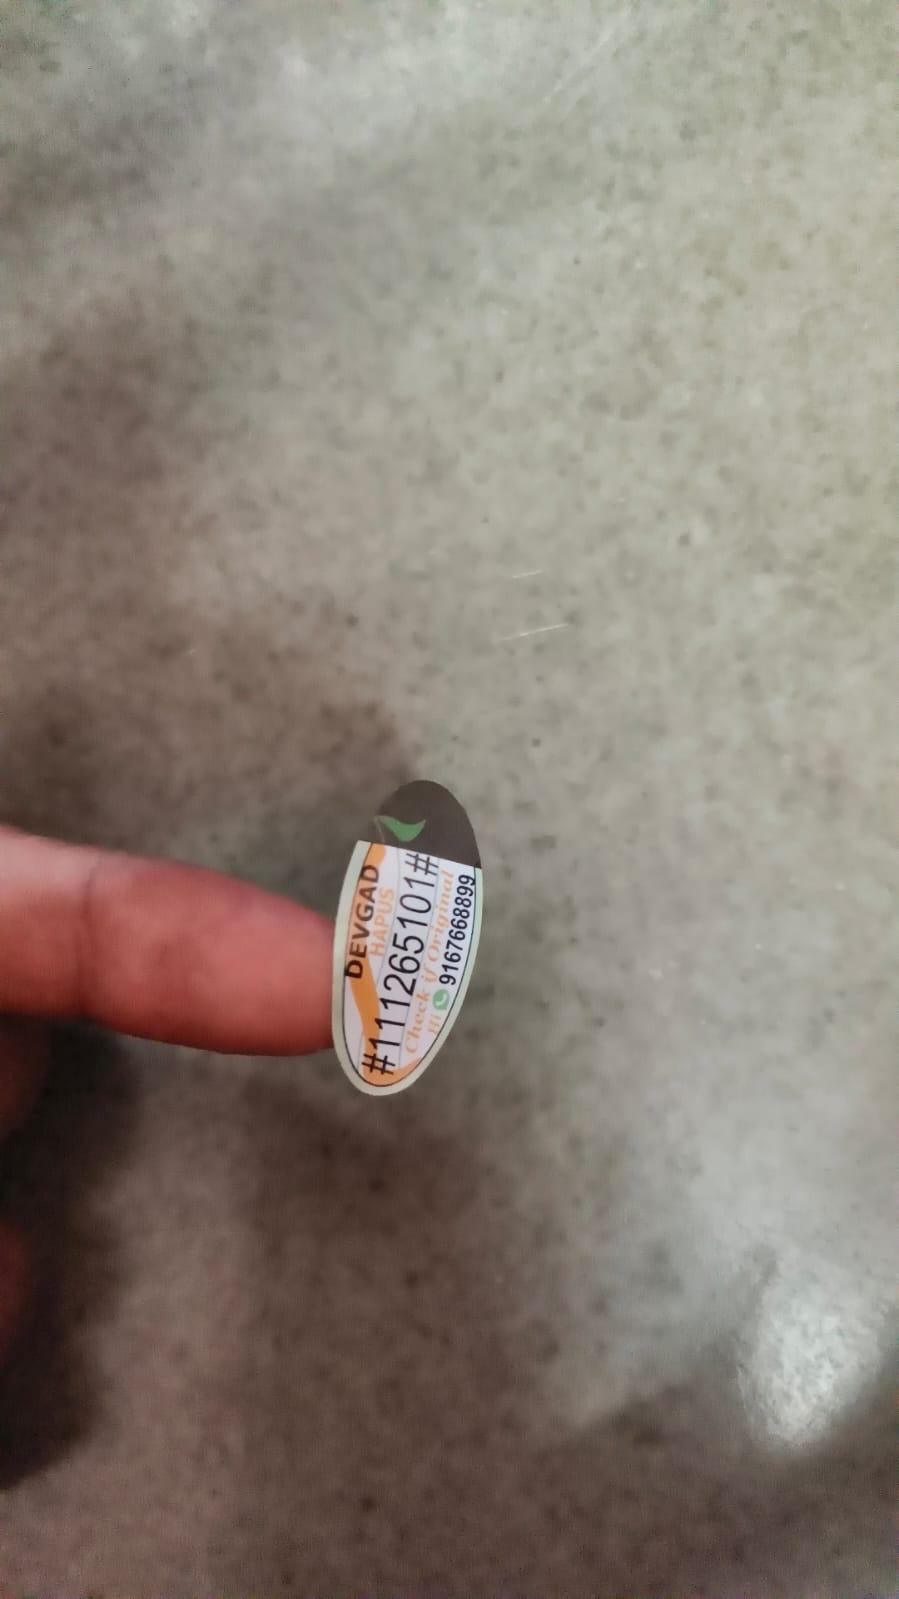 DEVGAD
HAPUS
#111265101#
Check if Original
Hi 9167668899